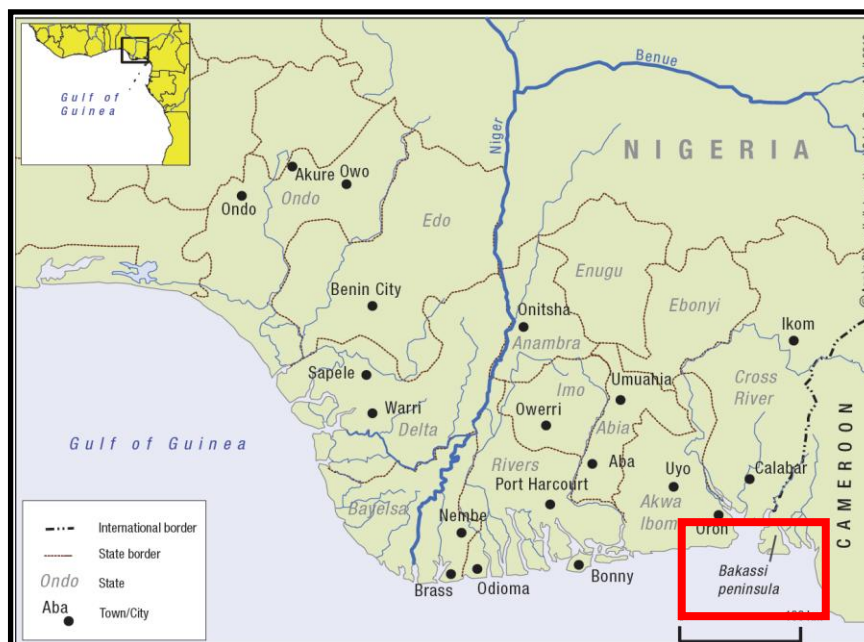 Gulf of
Guinea
Benue
Niger
NIGERIA
Akure
Owo
Ondo
Ondo
Edo
Enugu
Ebonyi
Benin City
Onitsha
Anambra
Ikom
Sapele
Imo
Umuahia
Cross
River
Warri
Delta
Owerri
Abia
Gulf of Guinea
Rivers
Aba
Uyo
Calabar
Port Harcourt
Akwa
Ibom
CAMEROON
Bayelsa
Nembe
Oron
Brass
Odioma
Bonny
Bakassi
peninsula
International border
State border
Ondo
State
Aba
Town/City